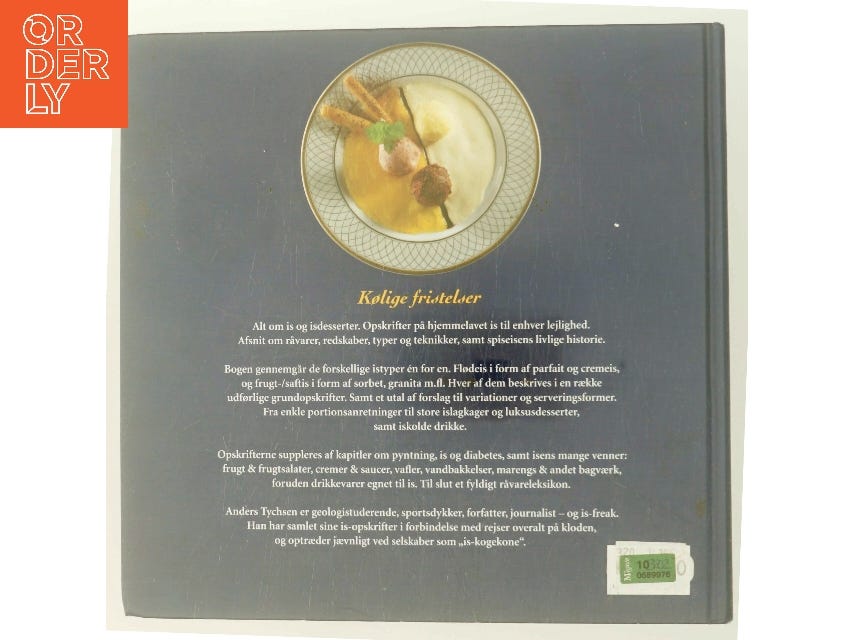 OR
DER
LY
Kølige fristelser
Alt om is og isdesserter. Opskrifter på hjemmelavet is til enhver lejlighed.
Afsnit om råvarer, redskaber, typer og teknikker, samt spiseisens livlige historie.
Bogen gennemgår de forskellige istyper én for en. Flødeis i form af parfait og cremeis,
og frugt-/saftis i form af sorbet, granita m.fl. Hver af dem beskrives i en række
udførlige grundopskrifter. Samt et utal af forslag til variationer og serveringsformer.
Fra enkle portionsanretninger til store islagkager og luksusdesserter,
samt iskolde drikke.
Opskrifterne suppleres af kapitler om pyntning, is og diabetes, samt isens mange venner:
frugt & frugtsalater, cremer & saucer, vafler, vandbakkelser, marengs & andet bagværk,
foruden drikkevarer egnet til is. Til slut et fyldigt råvareleksikon.
Anders Tychsen er geologistuderende, sportsdykker, forfatter, journalist – og is-freak.
Han har samlet sine is-opskrifter i forbindelse med rejser overalt på kloden,
og optræder jævnligt ved selskaber som „is-kogekone“.